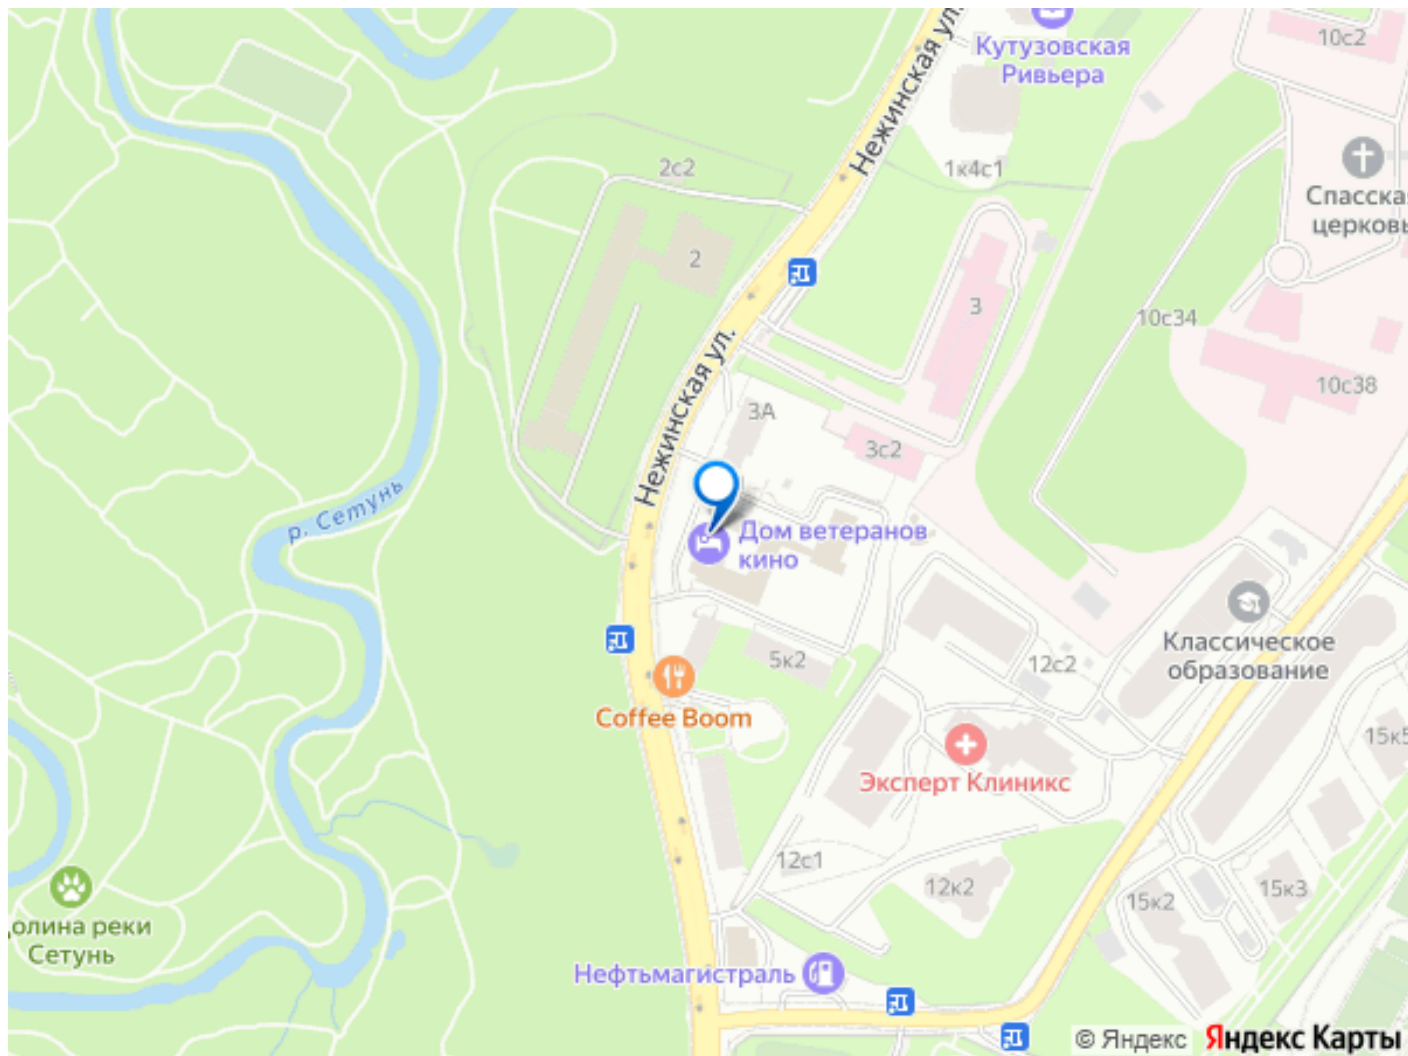 Нежинская ул.
Кутузовская
Ривьера
10с2
2с2
1к4с1
Спасская
церковь
2
3
10с34
10с38
Нежинская ул.
3А
3с2
р. Сетунь
Дом ветеранов
кино
Классическое
образование
5к2
12с2
Coffee Boom
15к5
Эксперт Клиникс
12с1
12к2
15к2
15к3
олина реки
Сетунь
Нефтьмагистраль
© Яндекс Яндекс Карты